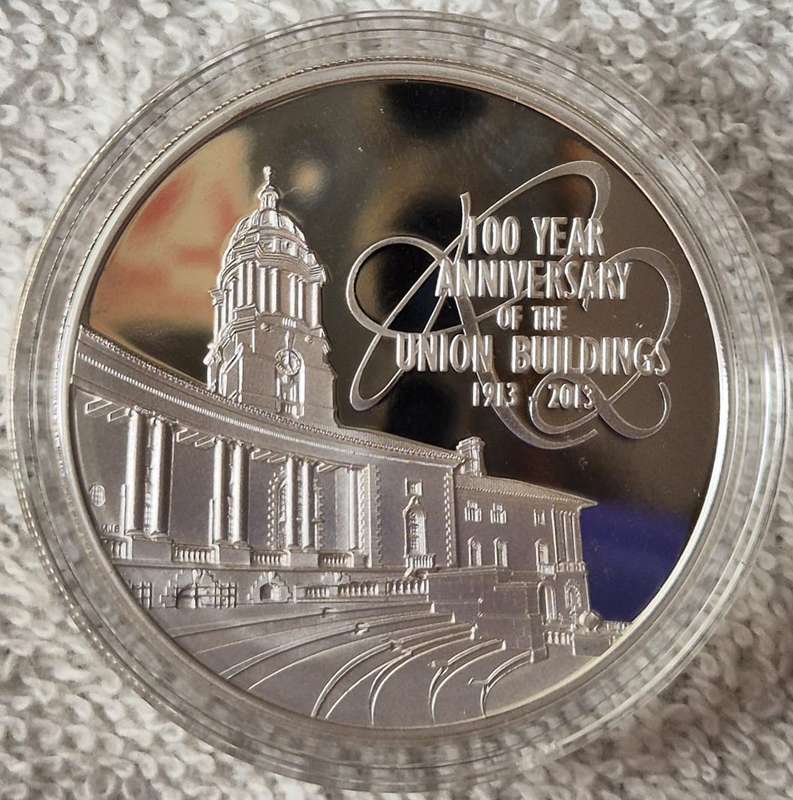 100 YEAR
ANNIVERSARY
OF THE
UNION BUILDINGS
1913 - 2013